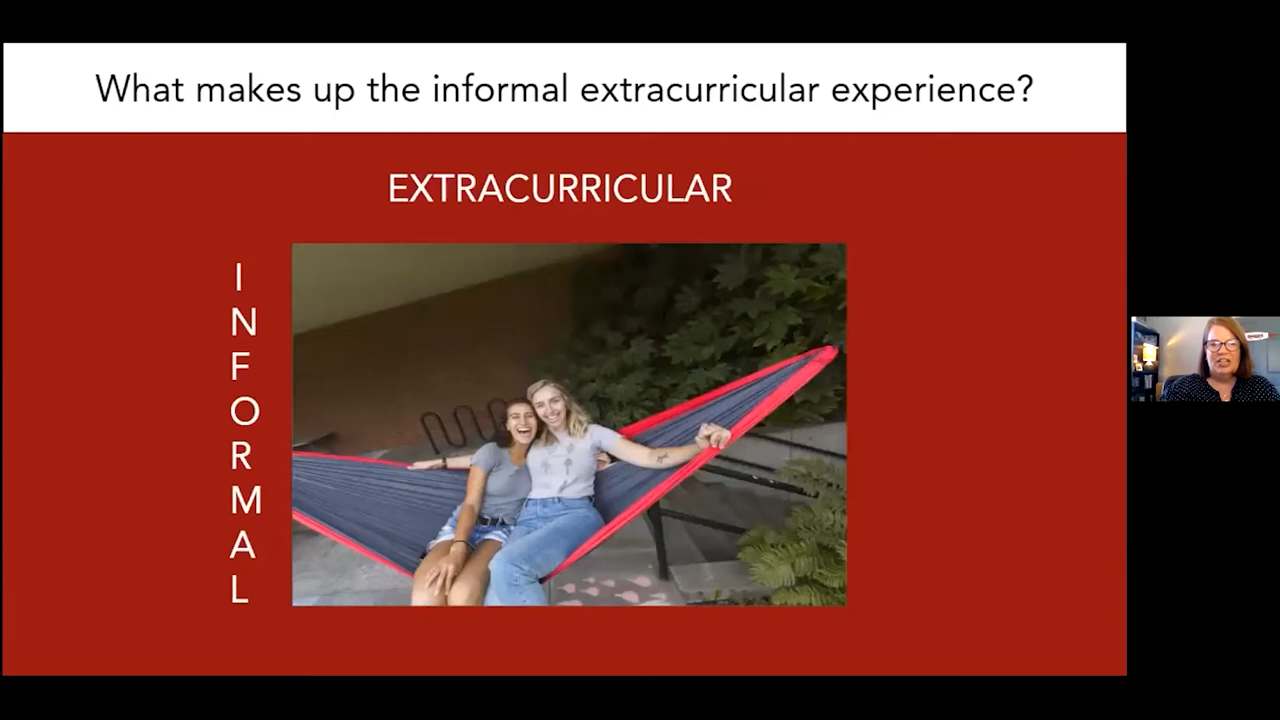 What makes up the informal extracurricular experience?
EXTRACURRICULAR
I
N
F
O
R
M
A
L